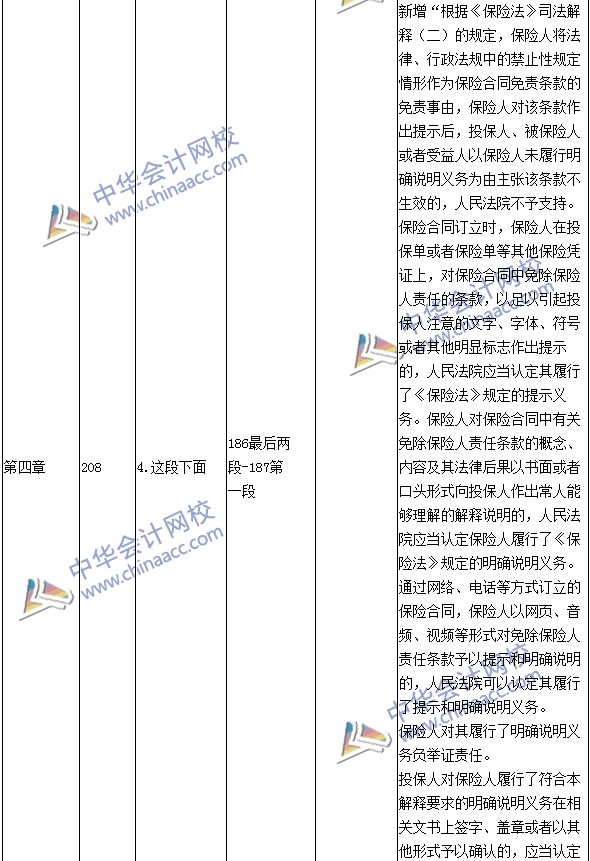 新增“根据《保险法》司法解
释（二）的规定，保险人将法
律、行政法规中的禁止性规定
情形作为保险合同免责条款的
免责事由，保险人对该条款作
出提示后，投保人、被保险人
或者受益人以保险人未履行明
确说明义务为由主张该条款不
生效的，人民法院不予支持。
保险合同订立时，保险人在投
保单或者保险单等其他保险凭
证上，对保险合同中免除保险
人责任的条款，以足以引起投
保人注意的文字、字体、符号
或者其他明显标志作出提示
的，人民法院应当认定其履行
了《保险法》规定的提示义
务。保险人对保险合同中有关
免除保险人责任条款的概念、
内容及其法律后果以书面或者
口头形式向投保人作出常人能
够理解的解释说明的，人民法
院应当认定保险人履行了《保
险法》规定的明确说明义务。
通过网络、电话等方式订立的
保险合同，保险人以网页、音
频、视频等形式对免除保险人
责任条款予以提示和明确说明
的，人民法院可以认定其履行
了提示和明确说明义务。
保险人对其履行了明确说明义
务负举证责任。
投保人对保险人履行了符合本
解释要求的明确说明义务在相
关文书上签字、盖章或者以其
他形式予以确认的，应当认定
第四章
208
4.这段下面
186最后两
段-187第
一段
中华会计网校
www.chinaacc.com
中华会计网校
www.chinaacc.com
中华会计网校
www.chinaacc.com
中华会计网校
www.chinaacc.com